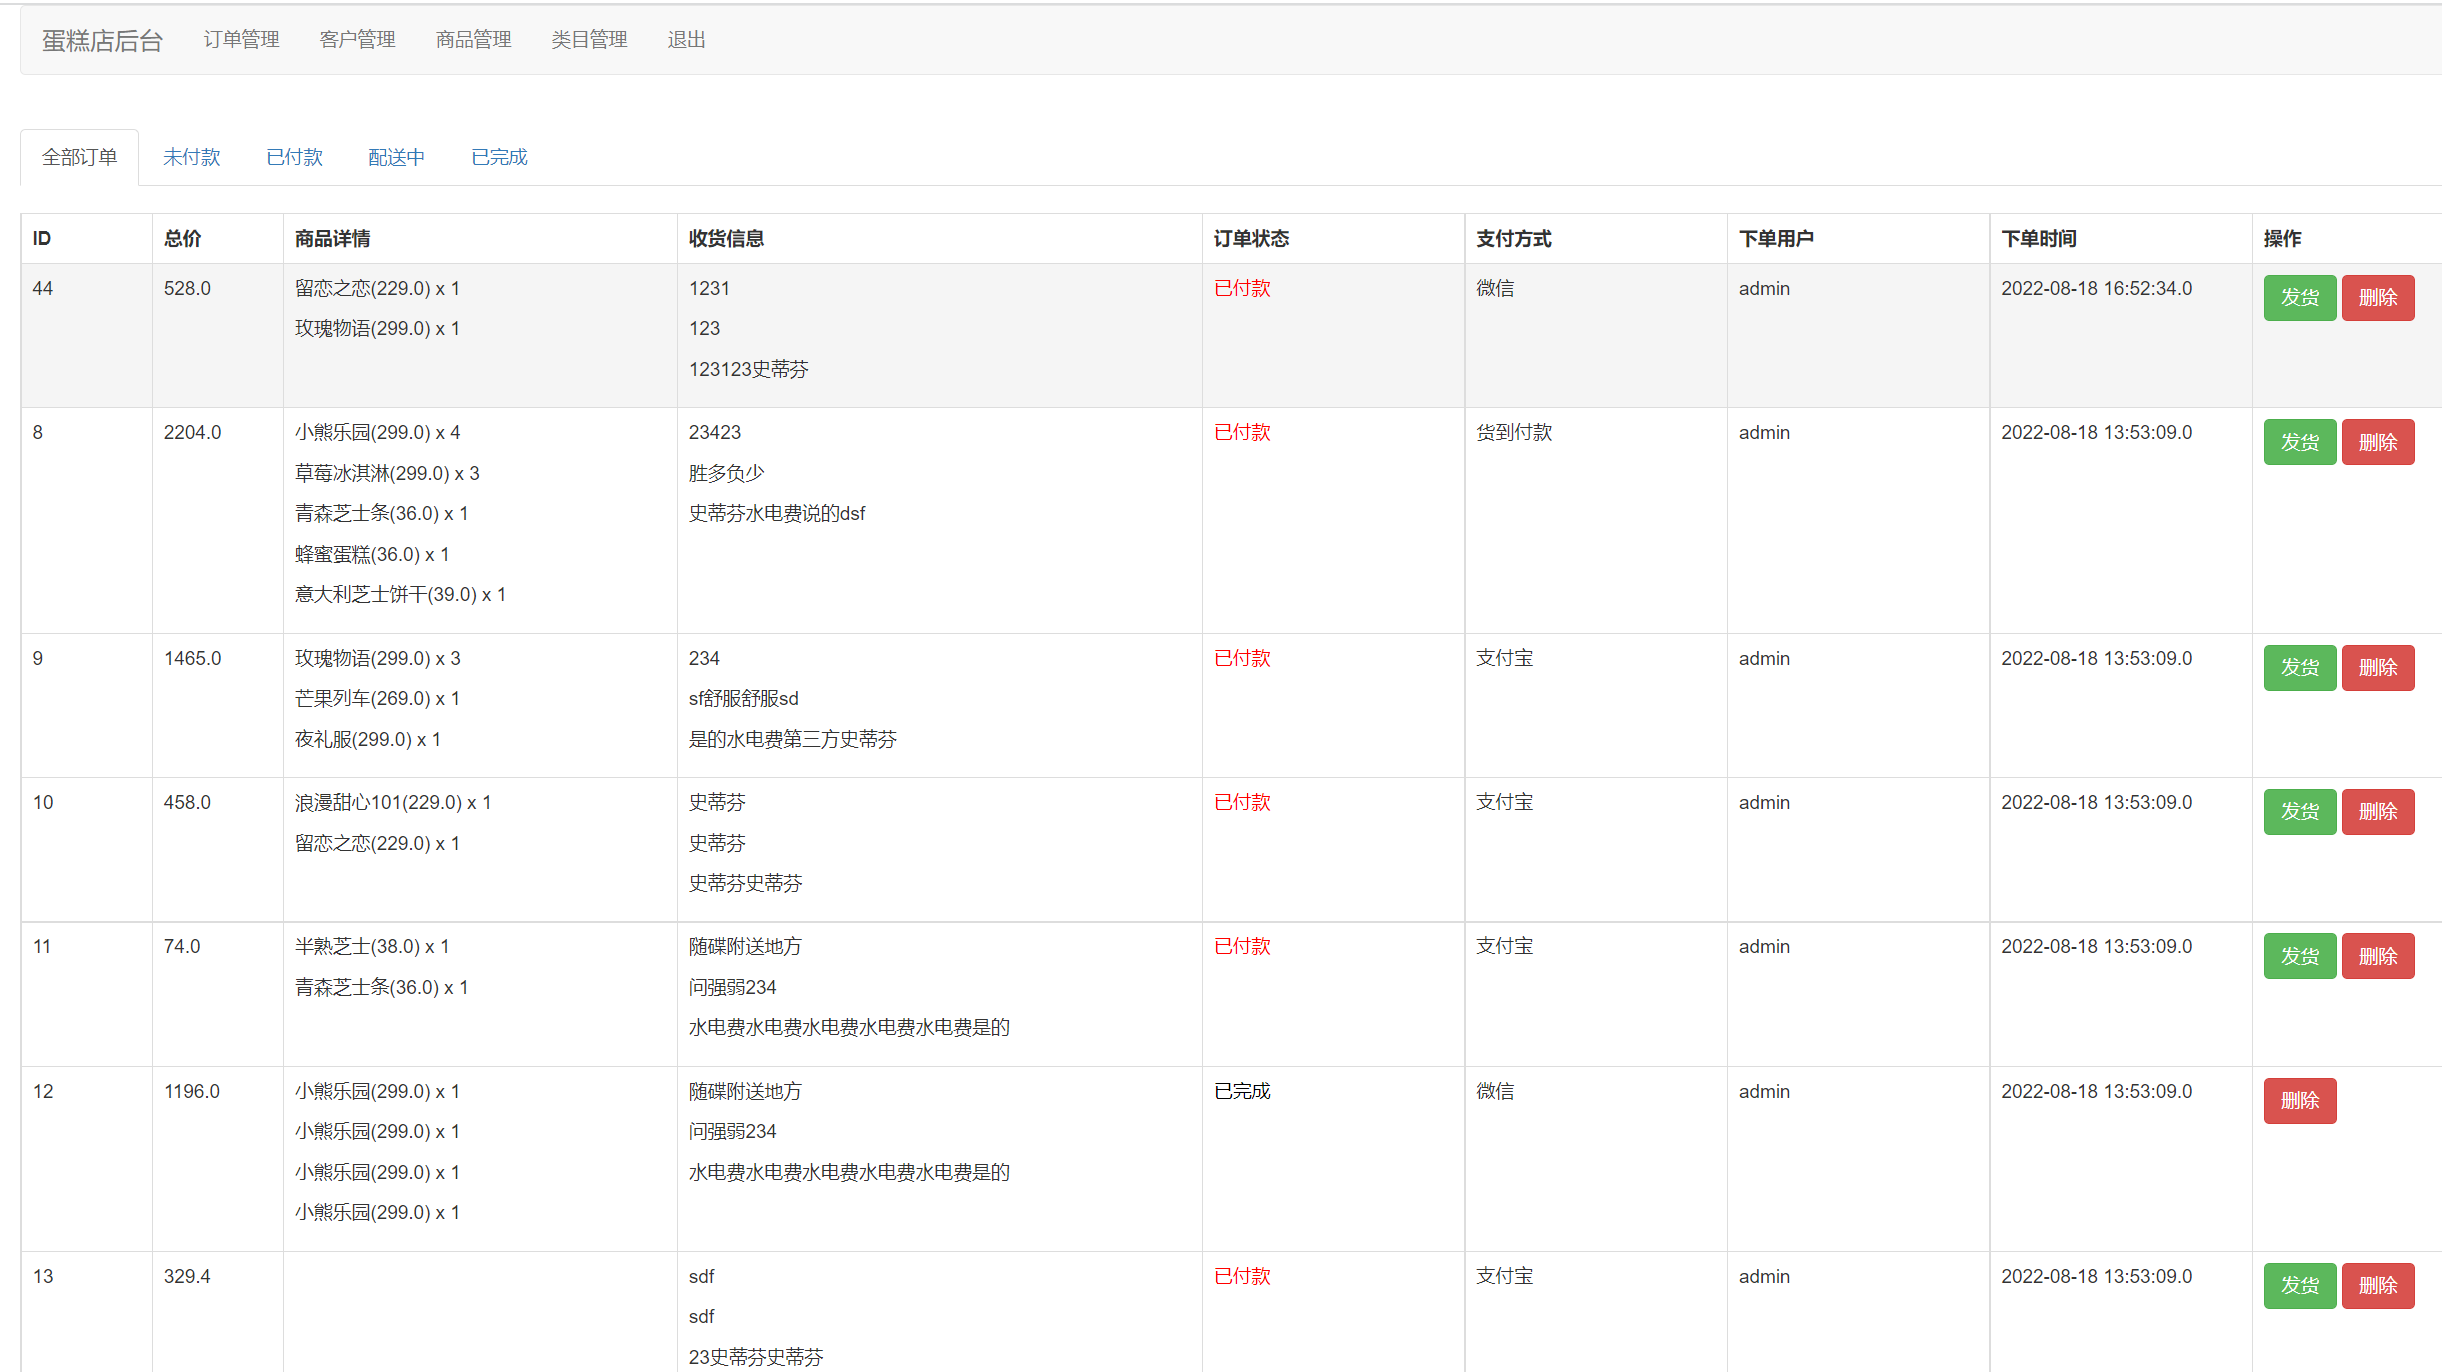 蛋糕店后台 订单管理 客户管理 商品管理 类目管理 退出
全部订单 未付款 已付款 配送中 已完成
ID 总价 商品详情 收货信息 订单状态 支付方式 下单用户 下单时间 操作
44 528.0 留恋之恋(229.0) x 1 1231 已付款 微信 admin 2022-08-18 16:52:34.0 发货 删除
玫瑰物语(299.0) x 1 123
123123史蒂芬
8 2204.0 小熊乐园(299.0) x 4 23423 已付款 货到付款 admin 2022-08-18 13:53:09.0 发货 删除
草莓冰淇淋(299.0) x 3 胜多负少
青森芝士条(36.0) x 1 史蒂芬水电费说的dsf
蜂蜜蛋糕(36.0) x 1
意大利芝士饼干(39.0) x 1
9 1465.0 玫瑰物语(299.0) x 3 234 已付款 支付宝 admin 2022-08-18 13:53:09.0 发货 删除
芒果列车(269.0) x 1 sf舒服舒服sd
夜礼服(299.0) x 1 是的水电费第三方史蒂芬
10 458.0 浪漫甜心101(229.0) x 1 史蒂芬 已付款 支付宝 admin 2022-08-18 13:53:09.0 发货 删除
留恋之恋(229.0) x 1 史蒂芬
史蒂芬史蒂芬
11 74.0 半熟芝士(38.0) x 1 随碟附送地方 已付款 支付宝 admin 2022-08-18 13:53:09.0 发货 删除
青森芝士条(36.0) x 1 问强弱234
水电费水电费水电费水电费水电费是的
12 1196.0 小熊乐园(299.0) x 1 随碟附送地方 已完成 微信 admin 2022-08-18 13:53:09.0 删除
小熊乐园(299.0) x 1 问强弱234
小熊乐园(299.0) x 1 水电费水电费水电费水电费水电费是的
小熊乐园(299.0) x 1
13 329.4 sdf 已付款 支付宝 admin 2022-08-18 13:53:09.0 发货 删除
sdf
23史蒂芬史蒂芬